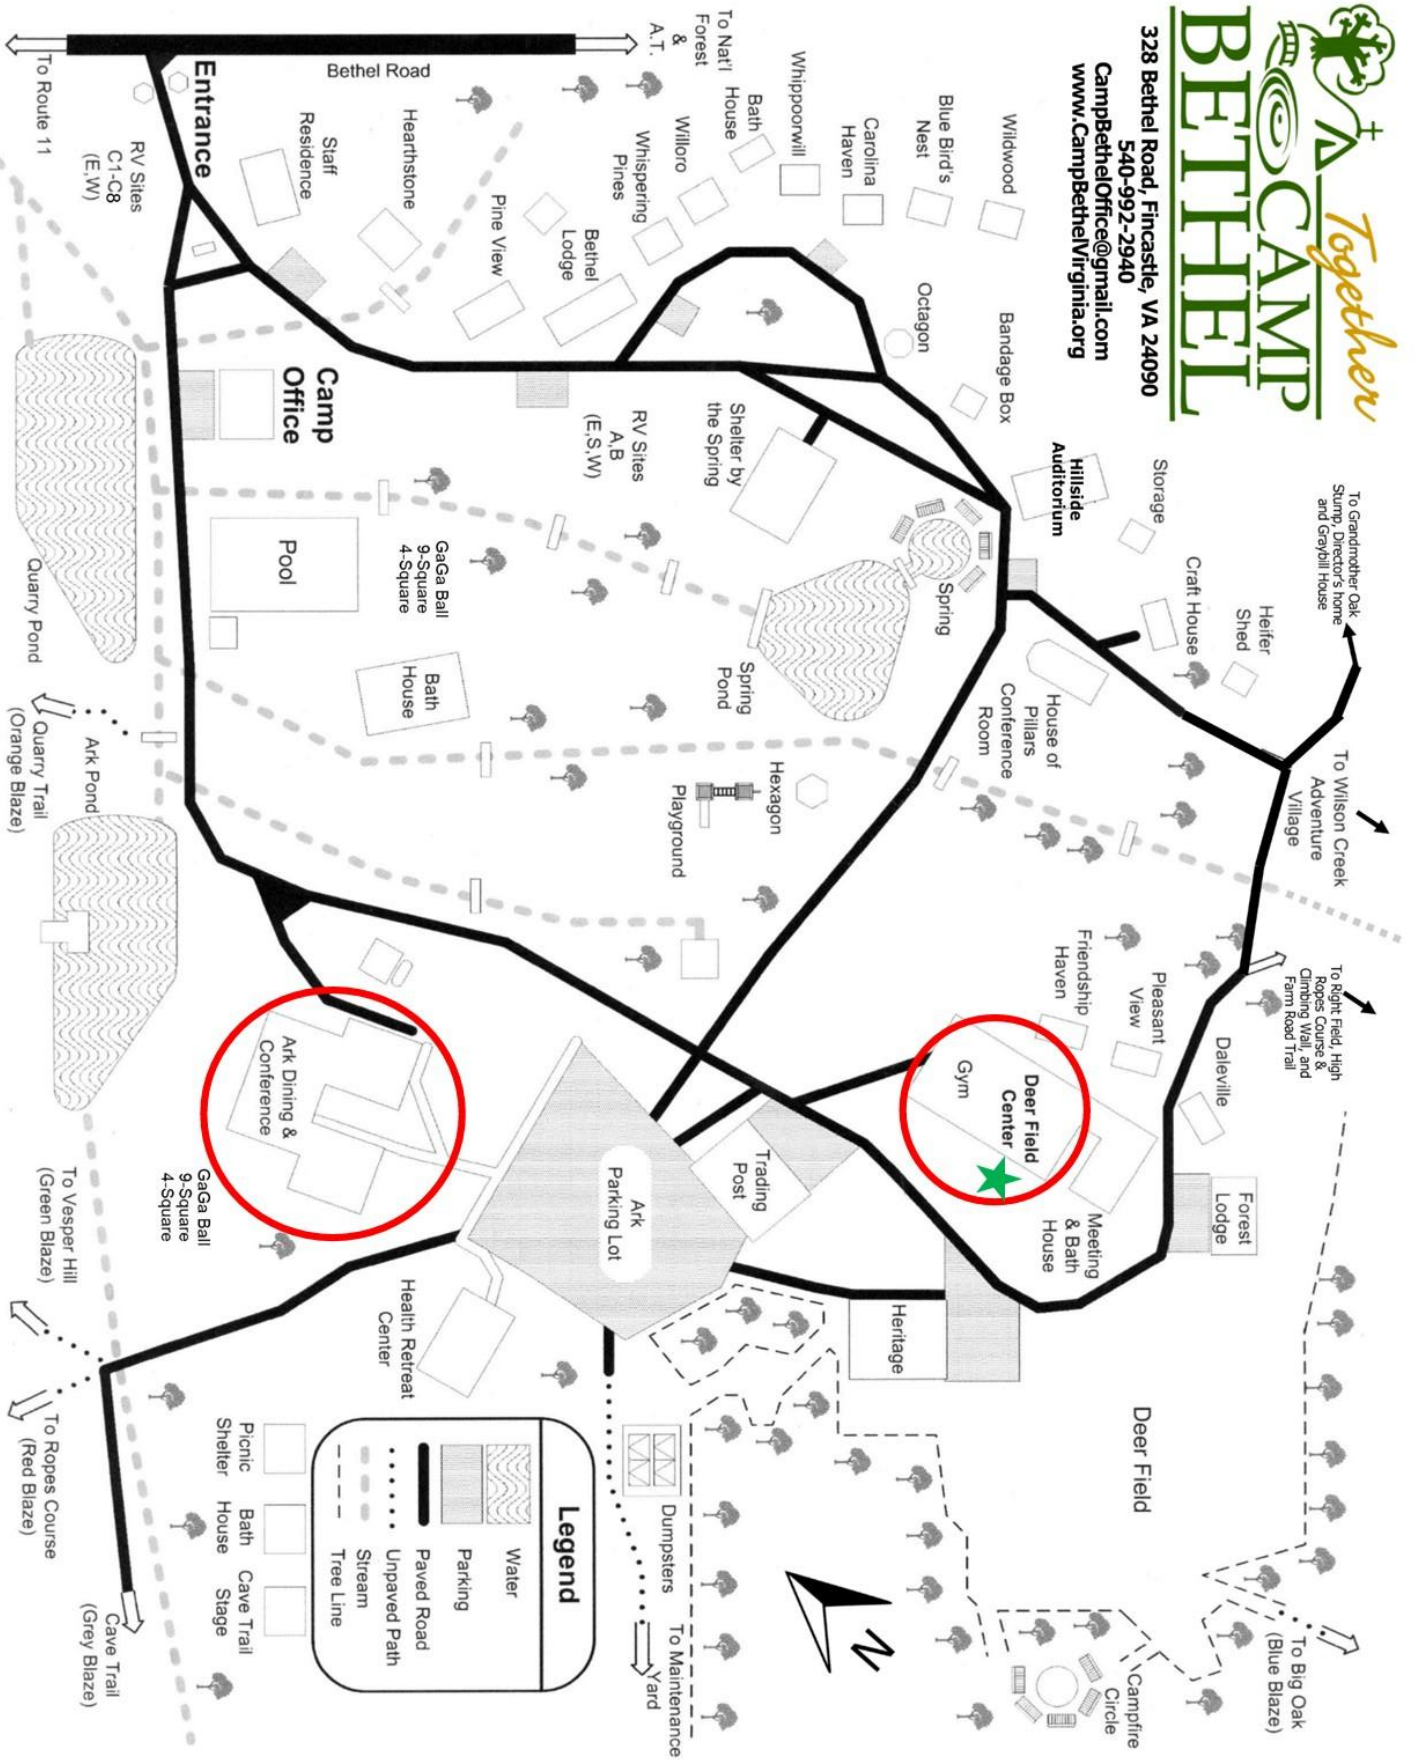 Together
CAMP
BETHEL
328 Bethel Road, Fincastle, VA 24090
540-992-2940
CampBethelOffice@gmail.com
www.CampBethelVirginia.org
To Grandmother Oak
Stump, Director's home
and Graybill House
To Wilson Creek
Adventure
Village
To Right Field, High
Ropes Course &
Climbing Wall, and
Farm Road Trail
To Big Oak
(Blue Blaze)
Heifer
Shed
Storage
Craft House
Hillside
Auditorium
House of
Pillars
Conference
Room
Pleasant
View
Friendship
Haven
Daleville
Forest
Lodge
Deer Field
Campfire
Circle
Deer Field
Center
Gym
Meeting
& Bath
House
Wildwood
Blue Bird's
Nest
Carolina
Haven
Whippoorwill
Bath
House
Willoro
Whispering
Pines
To Nat'l
Forest
&
A.T.
Bandage Box
Octagon
Spring
Shelter by
the Spring
Spring
Pond
Hexagon
Playground
Trading
Post
Heritage
RV Sites
A,B
(E,S,W)
Bethel
Lodge
Pine View
Hearthstone
Staff
Residence
Bethel Road
Entrance
To Route 11
RV Sites
C1-C8
(E,W)
Camp
Office
Pool
GaGa Ball
9-Square
4-Square
Bath
House
Ark
Parking Lot
Dumpsters
To Maintenance
Yard
N
Quarry Pond
Quarry Trail
(Orange Blaze)
Ark Pond
Ark Dining &
Conference
GaGa Ball
9-Square
4-Square
Health Retreat
Center
To Vesper Hill
(Green Blaze)
To Ropes Course
(Red Blaze)
Picnic
Shelter
Bath
House
Cave Trail
Stage
Cave Trail
(Grey Blaze)
Legend
Water
Parking
Paved Road
Unpaved Path
Stream
Tree Line